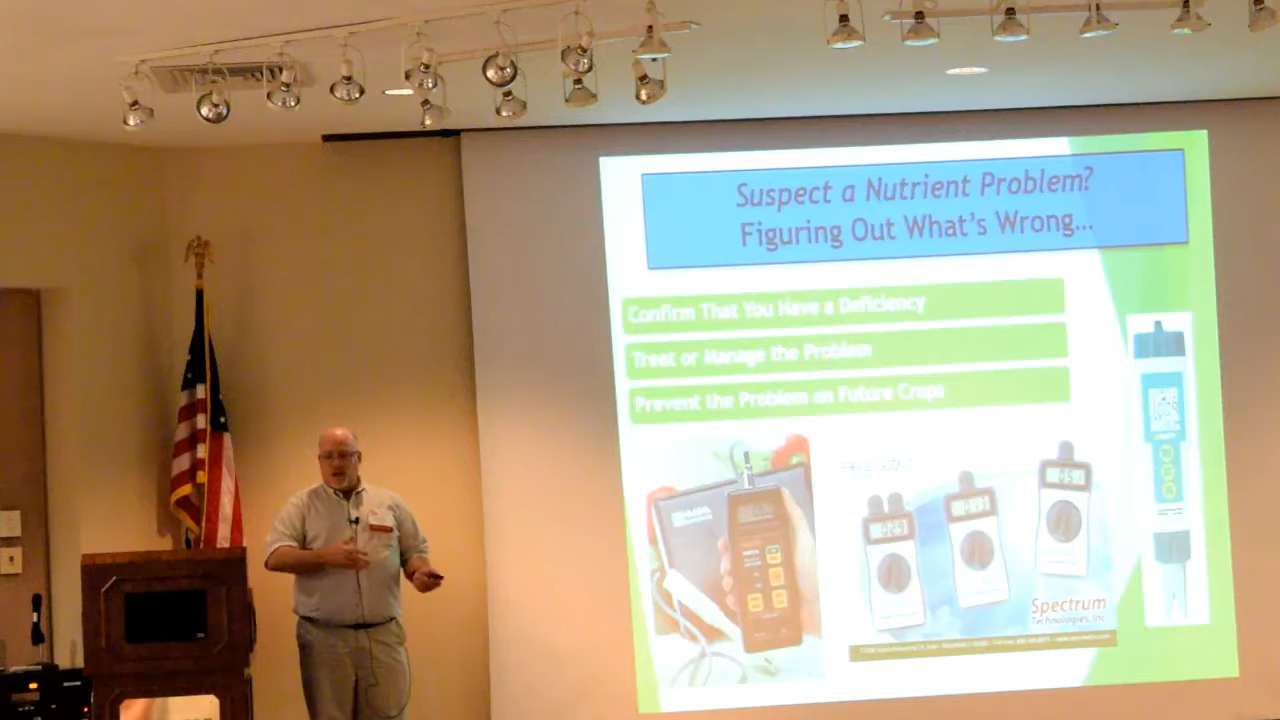 Suspect a Nutrient Problem?
Figuring Out What's Wrong...
Confirm That You Have a Deficiency
Treat or Manage the Problem
Prevent the Problem on Future Crops
Spectrum
Technologies, Inc